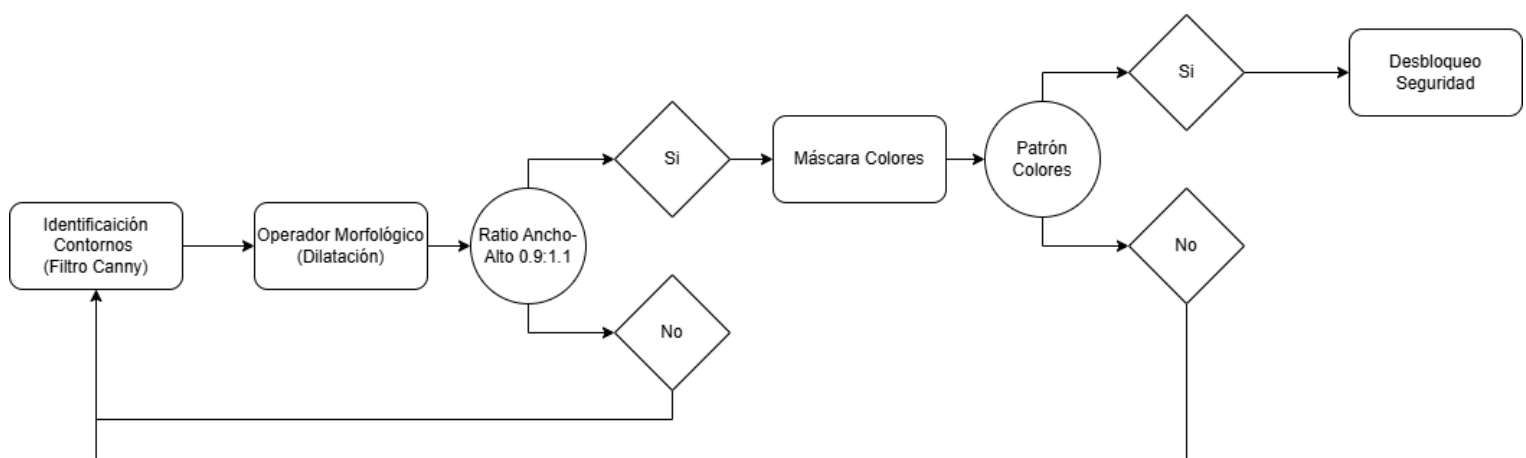 Identificaición
Contornos
(Filtro Canny)
Operador Morfológico
(Dilatación)
Ratio Ancho-
Alto 0.9:1.1
Si
No
Máscara Colores
Patrón
Colores
Si
No
Desbloqueo
Seguridad